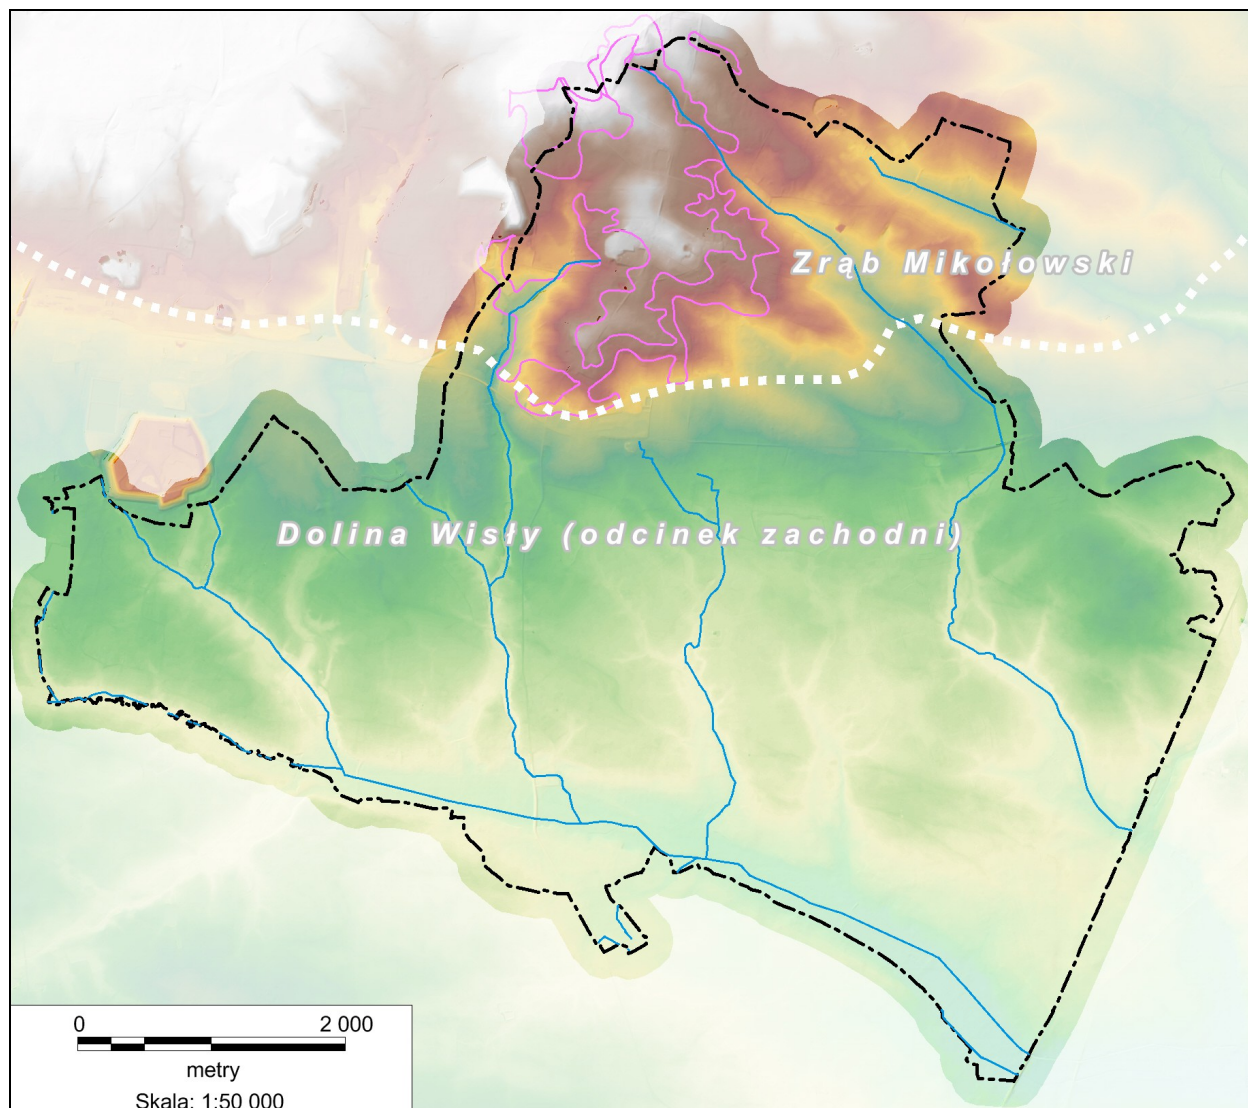 Zrąb Mikołowski
Dolina Wisły (odcinek zachodni)
0 2 000
metry
Skala: 1:50 000